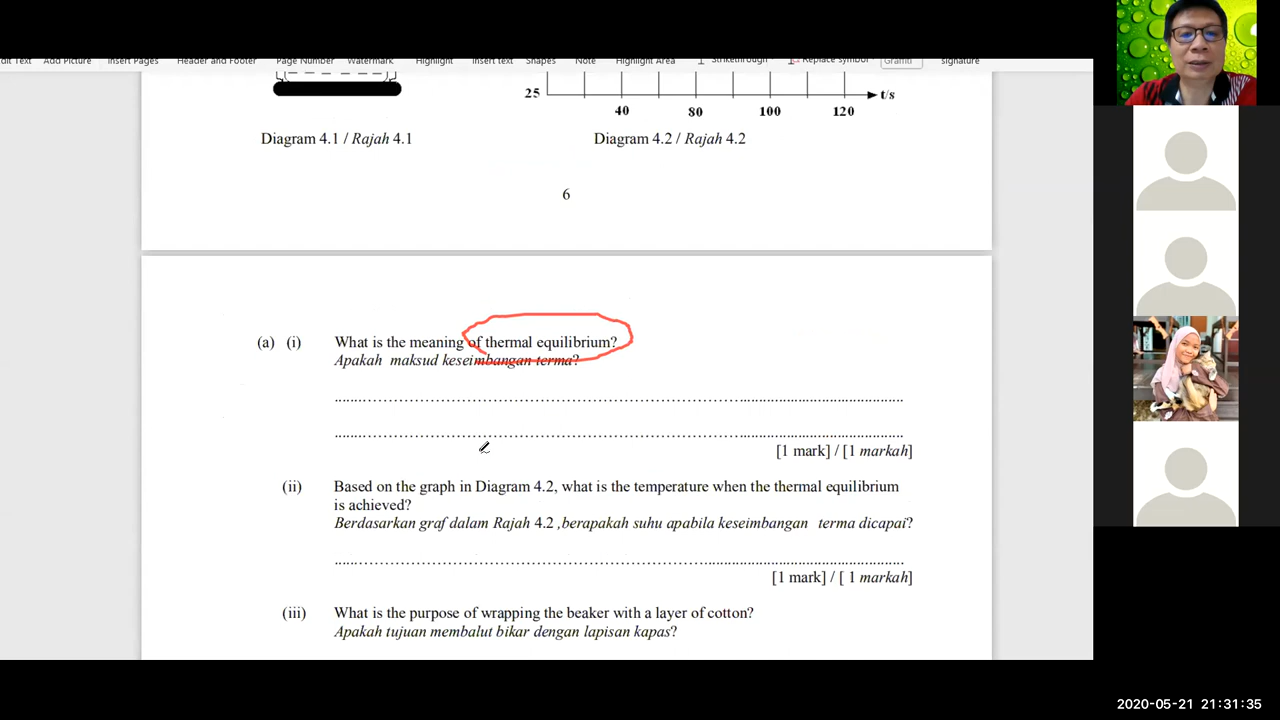 dit Text Add Picture Insert Pages Header and Footer Page Number Watermark Highlight Insert text Shapes Note Highlight Area Strikethrough Replace symbol Graffiti signature
25
t/s
40 80 100 120
Diagram 4.1 / Rajah 4.1 Diagram 4.2 / Rajah 4.2
6
(a) (i) What is the meaning of thermal equilibrium?
Apakah maksud keseimbangan terma?
[1 mark] / [1 markah]
(ii) Based on the graph in Diagram 4.2, what is the temperature when the thermal equilibrium
is achieved?
Berdasarkan graf dalam Rajah 4.2 ,berapakah suhu apabila keseimbangan terma dicapai?
[1 mark] / [ 1 markah]
(iii) What is the purpose of wrapping the beaker with a layer of cotton?
Apakah tujuan membalut bikar dengan lapisan kapas?
2020-05-21 21:31:35